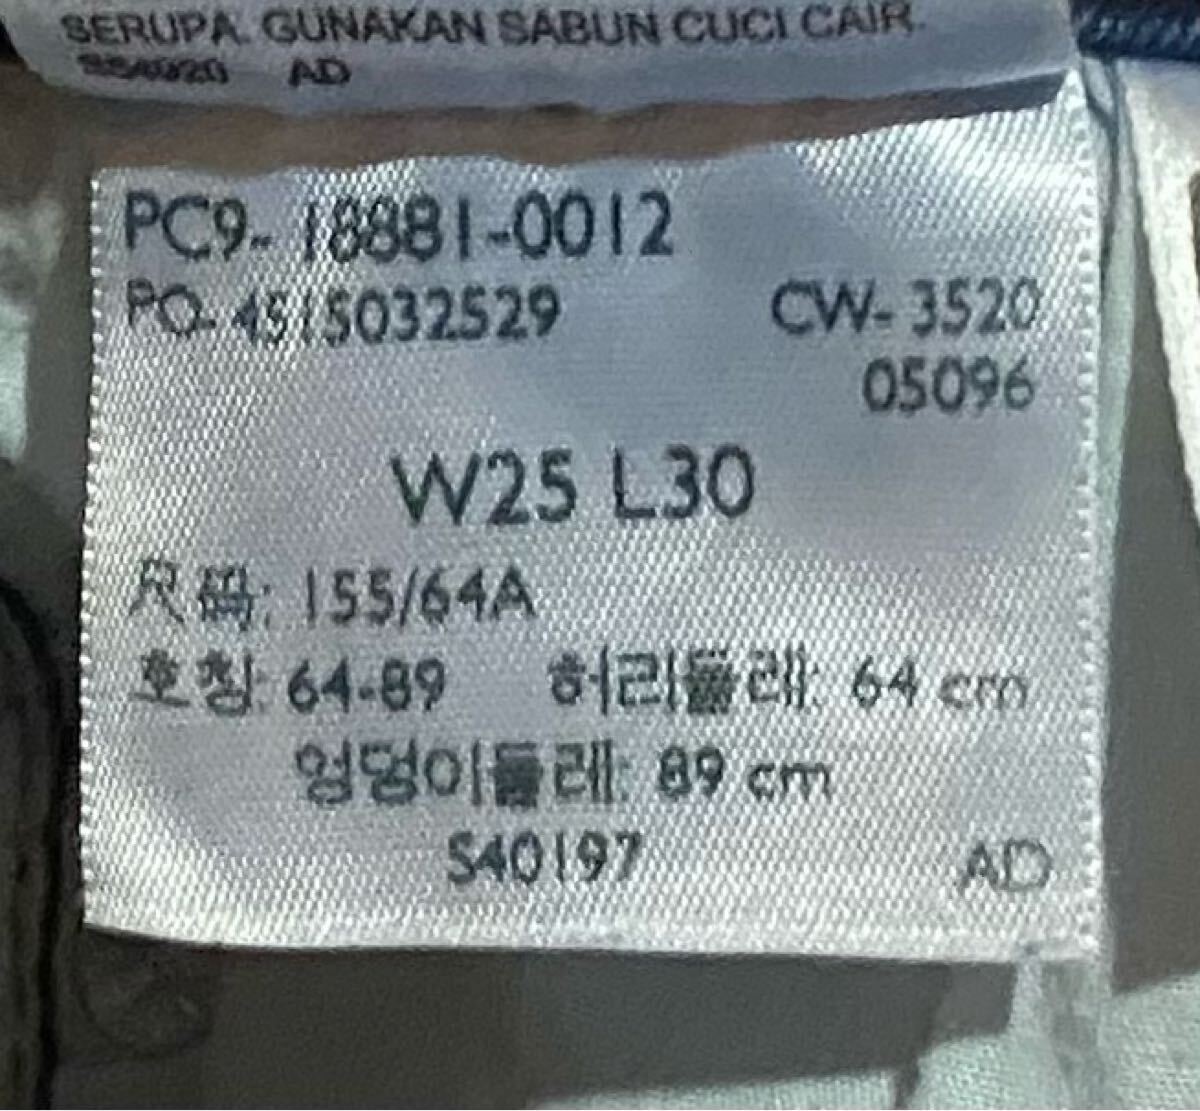 SERUPA. GUNAKAN SABUN CUCI CAIR.
AD
PC9-18881-0012
PO-4515032529 CW-3520
05096
W25 L30
尺码: 155/64A
호칭: 64-89 허리둘레: 64 cm
엉덩이둘레: 89 cm
S40197 AD